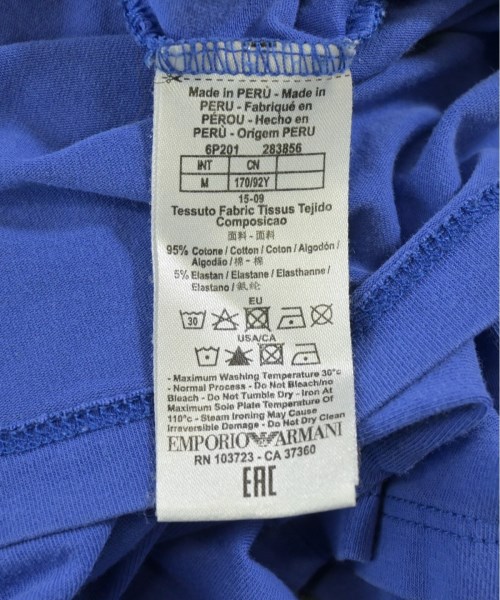 Made in PERÙ - Made in
PERU - Fabriqué en
PÉROU - Hecho en
PERÙ - Origem PERU
6P201 283856
INT CN
M 170/92Y
15-09
Tessuto Fabric Tissus Tejido
Composicao
面料 - 面料
95% Cotone / Cotton / Coton / Algodón /
Algodão / 棉 - 棉
5% Elastan / Elastane / Elasthanne /
Elastano / 氨纶
EU
30
USA/CA
- Maximum Washing Temperature 30°c
- Normal Process - Do Not Bleach/no
Bleach - Do Not Tumble Dry - Iron At
Maximum Sole Plate Temperature Of
110°c - Steam Ironing May Cause
Irreversible Damage - Do Not Dry Clean
EMPORIO ARMANI
RN 103723 - CA 37360
EAC